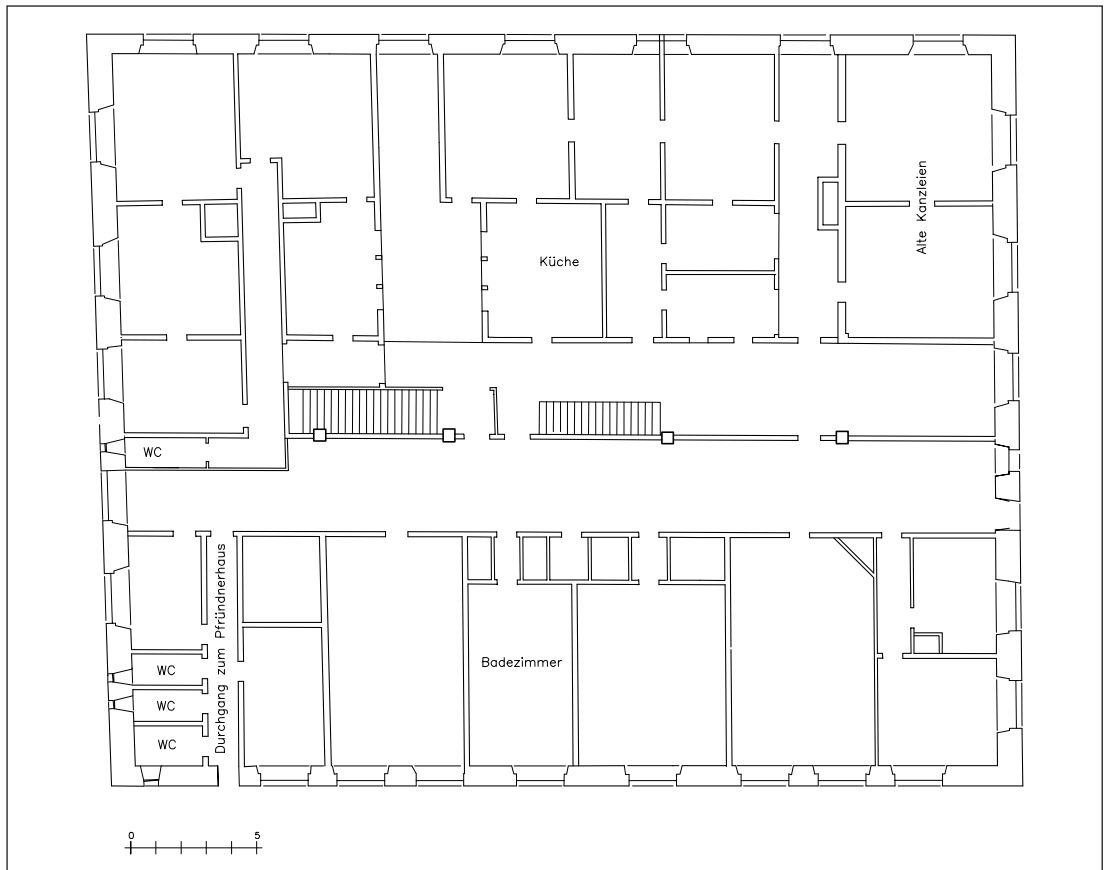 Alte Kanzleien
Küche
WC
Durchgang zum Pfründnerhaus
WC
Badezimmer
WC
WC
0 5